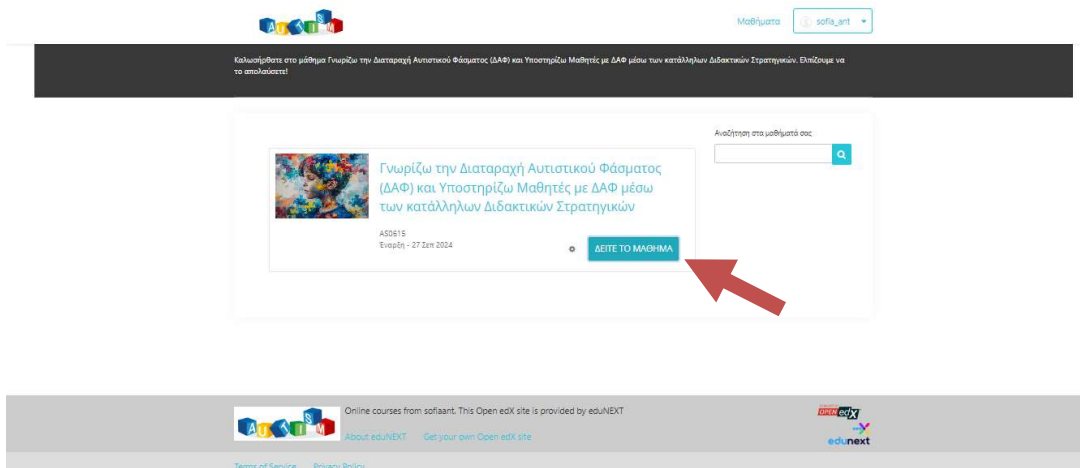 AUTISM
Μαθήματα
sofia_ant
Καλωσήρθατε στο μάθημα Γνωρίζω την Διαταραχή Αυτιστικού Φάσματος (ΔΑΦ) και Υποστηρίζω Μαθητές με ΔΑΦ μέσω των κατάλληλων Διδακτικών Στρατηγικών. Ελπίζουμε να
το απολαύσετε!
Αναζήτηση στα μαθήματά σας
Γνωρίζω την Διαταραχή Αυτιστικού Φάσματος
(ΔΑΦ) και Υποστηρίζω Μαθητές με ΔΑΦ μέσω
των κατάλληλων Διδακτικών Στρατηγικών
AS0615
Έναρξη - 27 Σεπ 2024
ΔΕΙΤΕ ΤΟ ΜΑΘΗΜΑ
AUTISM
Online courses from sofiaant. This Open edX site is provided by eduNEXT
About eduNEXT Get your own Open edX site
OPEN edX
edunext
Terms of Service Privacy Policy